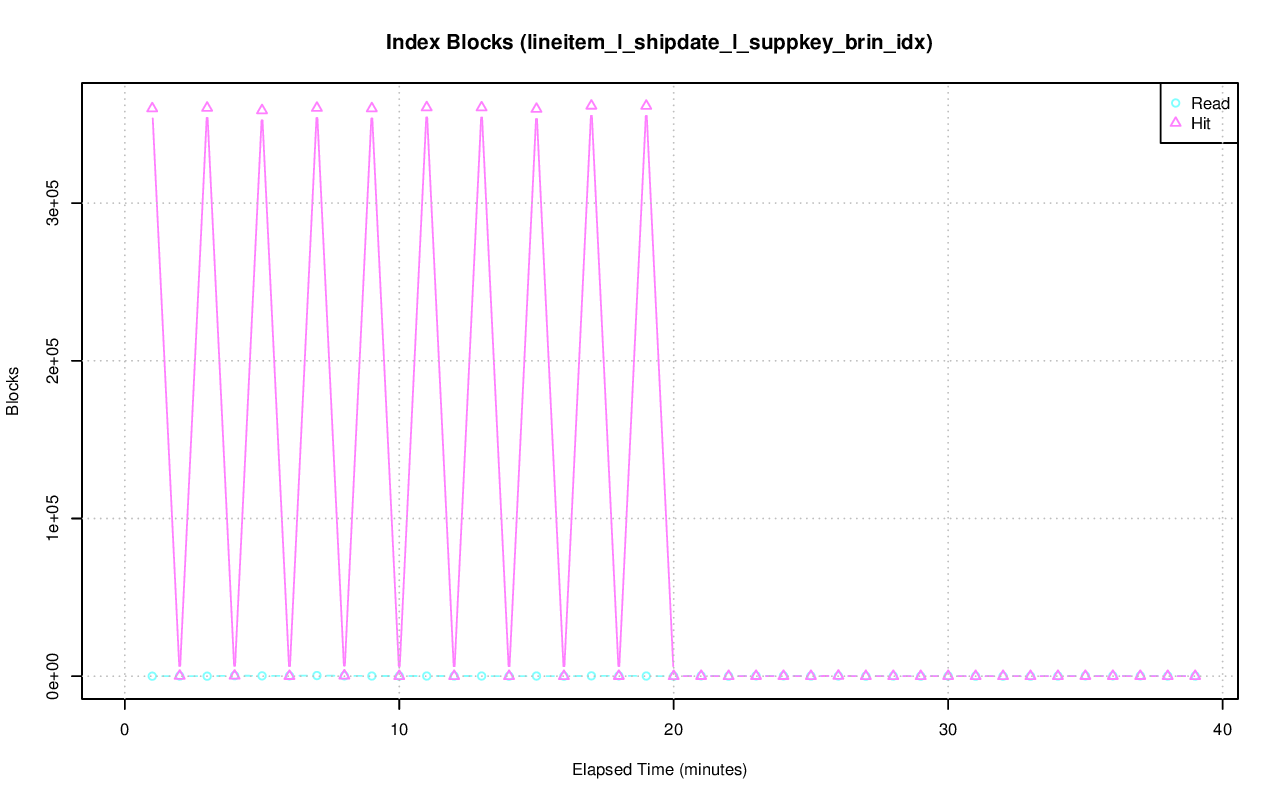 Index Blocks (lineitem_l_shipdate_l_suppkey_brin_idx)
Read
Hit
Blocks
3e+05
2e+05
1e+05
0e+00
0 10 20 30 40
Elapsed Time (minutes)